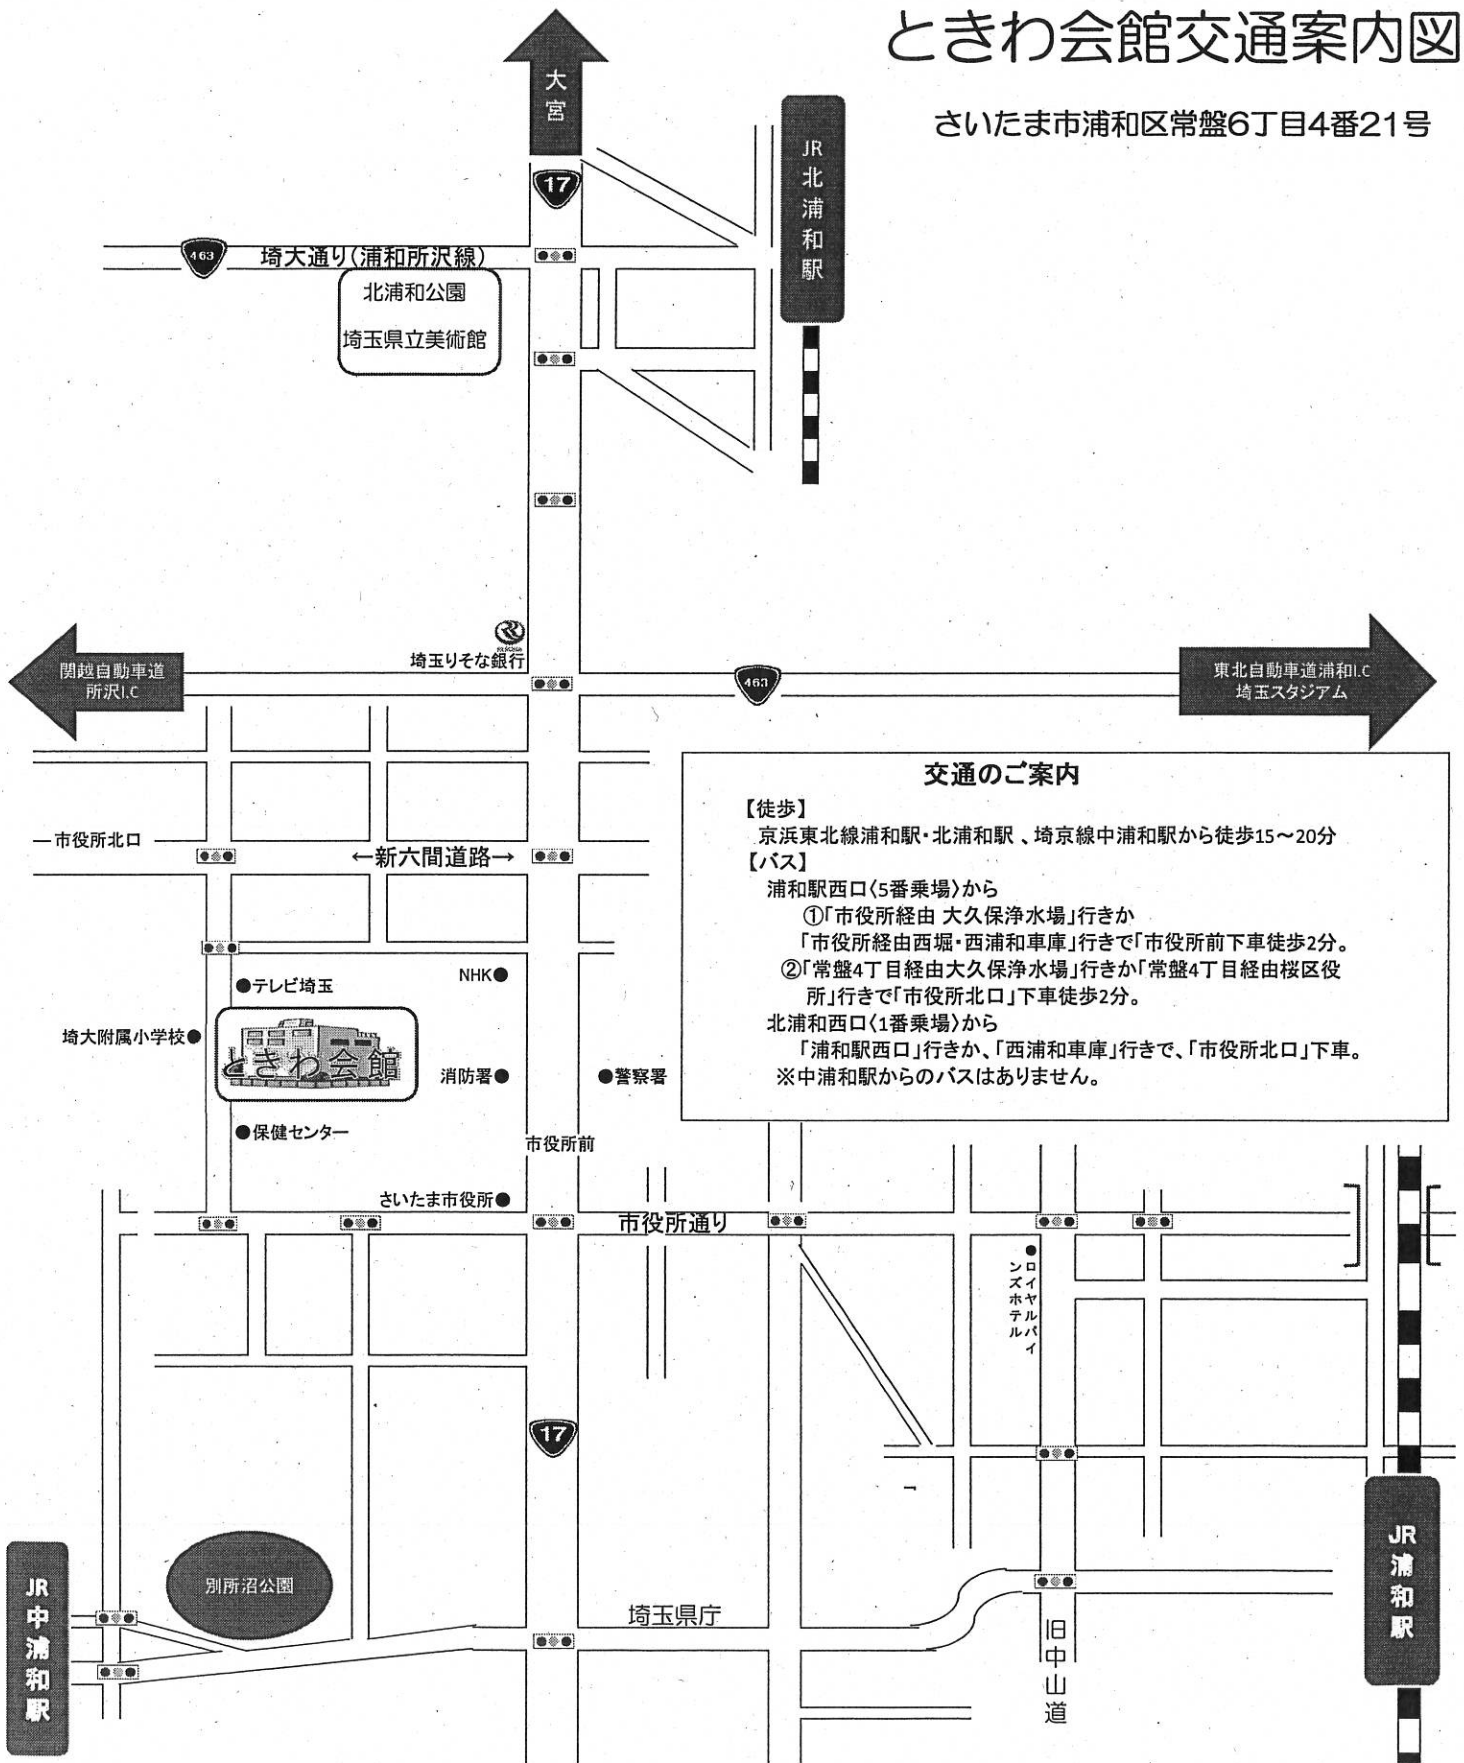 ときわ会館交通案内図
さいたま市浦和区常盤6丁目4番21号
大宮
17
JR北浦和駅
463
埼大通り(浦和所沢線)
北浦和公園
埼玉県立美術館
埼玉りそな銀行
関越自動車道
所沢I.C
463
東北自動車道浦和I.C
埼玉スタジアム
市役所北口
←新六間道路→
交通のご案内
【徒歩】
京浜東北線浦和駅・北浦和駅 、埼京線中浦和駅から徒歩15～20分
【バス】
浦和駅西口〈5番乗場〉から
①「市役所経由 大久保浄水場」行きか
「市役所経由西堀・西浦和車庫」行きで「市役所前下車徒歩2分。
②「常盤4丁目経由大久保浄水場」行きか「常盤4丁目経由桜区役
所」行きで「市役所北口」下車徒歩2分。
北浦和西口〈1番乗場〉から
「浦和駅西口」行きか、「西浦和車庫」行きで、「市役所北口」下車。
※中浦和駅からのバスはありません。
●テレビ埼玉
NHK●
埼大附属小学校●
ときわ会館
消防署●
●警察署
●保健センター
市役所前
さいたま市役所●
市役所通り
●ロイヤルパイ
ンズホテル
17
別所沼公園
JR中浦和駅
埼玉県庁
旧中山道
JR浦和駅